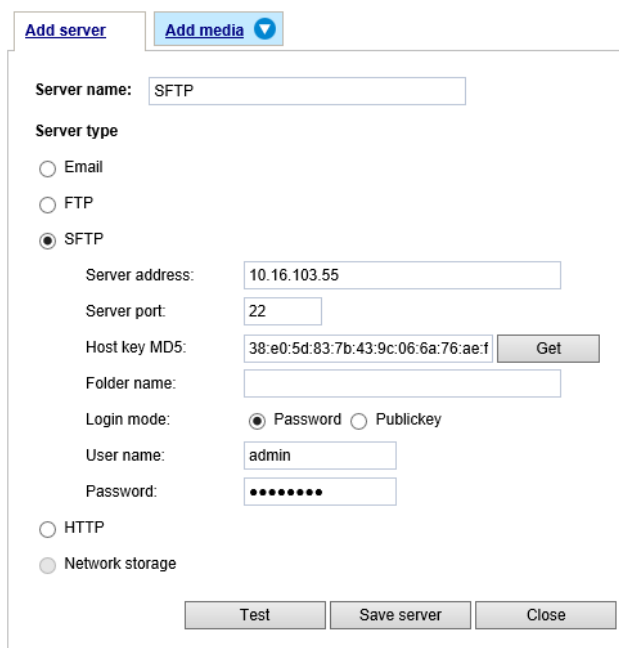 Add server Add media
Server name: SFTP
Server type
Email
FTP
SFTP
Server address: 10.16.103.55
Server port: 22
Host key MD5: 38:e0:5d:83:7b:43:9c:06:6a:76:ae:f Get
Folder name:
Login mode: Password Publickey
User name: admin
Password: ●●●●●●●●
HTTP
Network storage
Test Save server Close